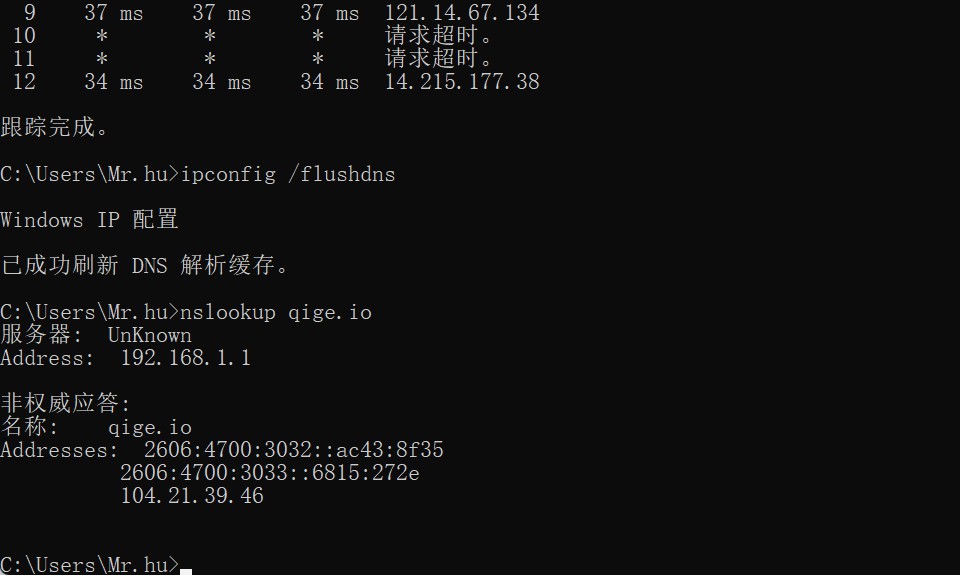 9 37 ms 37 ms 37 ms 121.14.67.134
10 * * * 请求超时。
11 * * * 请求超时。
12 34 ms 34 ms 34 ms 14.215.177.38
跟踪完成。
C:\Users\Mr.hu>ipconfig /flushdns
Windows IP 配置
已成功刷新 DNS 解析缓存。
C:\Users\Mr.hu>nslookup qige.io
服务器: UnKnown
Address: 192.168.1.1
非权威应答:
名称: qige.io
Addresses: 2606:4700:3032::ac43:8f35
2606:4700:3033::6815:272e
104.21.39.46
C:\Users\Mr.hu>